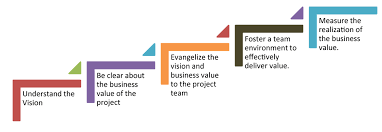 Understand the
Vision
Be clear about
the business
value of the
project
Evangelize the
vision and
business value
to the project
team
Foster a team
environment to
effectively
deliver value.
Measure the
realization of
the business
value.